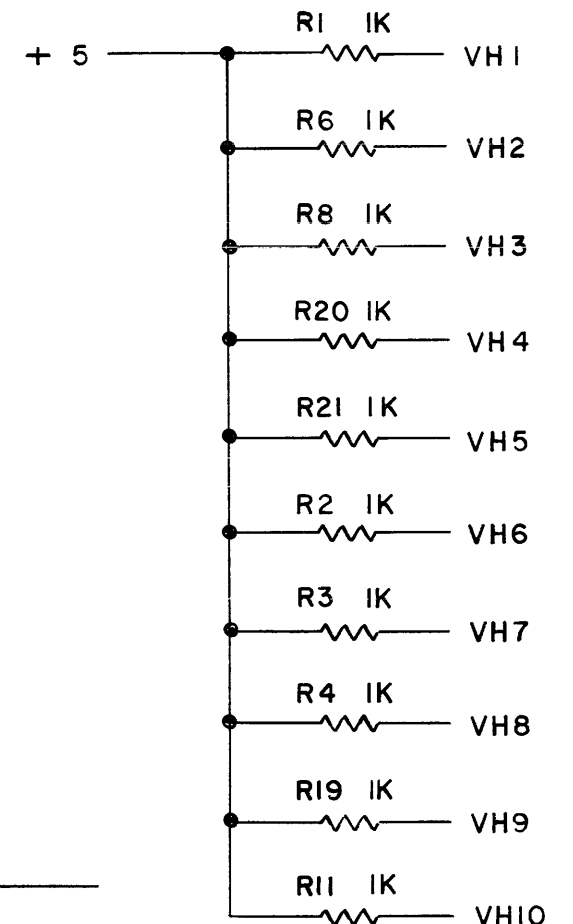 R1 1K
+ 5 VH1
R6 1K
VH2
R8 1K
VH3
R20 1K
VH4
R21 1K
VH5
R2 1K
VH6
R3 1K
VH7
R4 1K
VH8
R19 1K
VH9
R11 1K
VH10